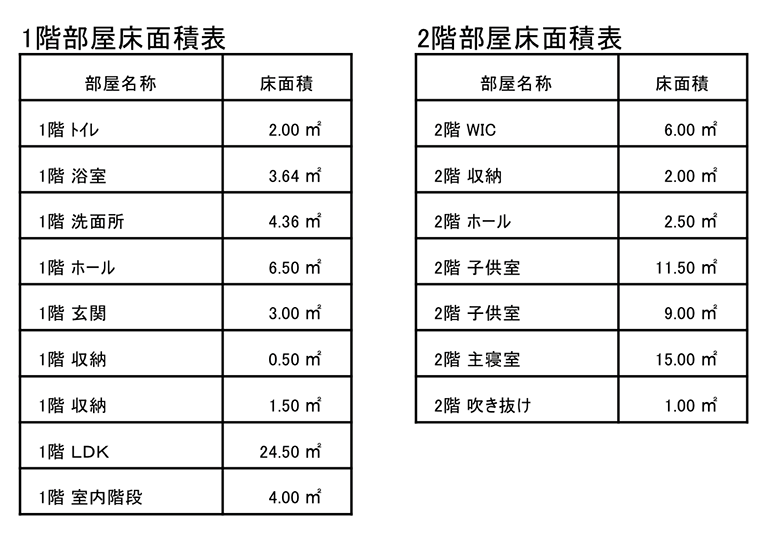 1階部屋床面積表
部屋名称 床面積
1階 ﾄｲﾚ 2.00 ㎡
1階 浴室 3.64 ㎡
1階 洗面所 4.36 ㎡
1階 ホール 6.50 ㎡
1階 玄関 3.00 ㎡
1階 収納 0.50 ㎡
1階 収納 1.50 ㎡
1階 ＬＤＫ 24.50 ㎡
1階 室内階段 4.00 ㎡
2階部屋床面積表
部屋名称 床面積
2階 WIC 6.00 ㎡
2階 収納 2.00 ㎡
2階 ホール 2.50 ㎡
2階 子供室 11.50 ㎡
2階 子供室 9.00 ㎡
2階 主寝室 15.00 ㎡
2階 吹き抜け 1.00 ㎡